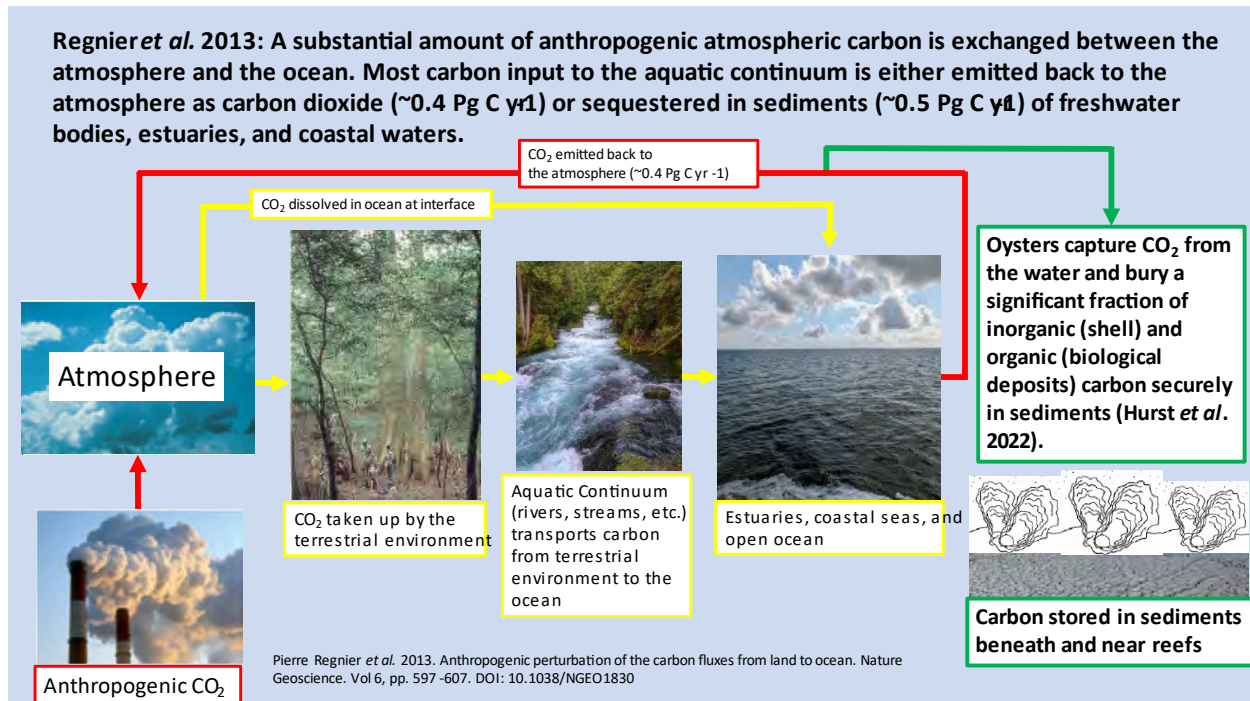 Regnier et al. 2013: A substantial amount of anthropogenic atmospheric carbon is exchanged between the
atmosphere and the ocean. Most carbon input to the aquatic continuum is either emitted back to the
atmosphere as carbon dioxide (~0.4 Pg C yr-1) or sequestered in sediments (~0.5 Pg C yr-1) of freshwater
bodies, estuaries, and coastal waters.
CO₂ emitted back to
the atmosphere (~0.4 Pg C yr -1)
CO₂ dissolved in ocean at interface
Atmosphere
Anthropogenic CO₂
CO₂ taken up by the
terrestrial environment
Aquatic Continuum
(rivers, streams, etc.)
transports carbon
from terrestrial
environment to the
ocean
Estuaries, coastal seas, and
open ocean
Oysters capture CO₂ from
the water and bury a
significant fraction of
inorganic (shell) and
organic (biological
deposits) carbon securely
in sediments (Hurst et al.
2022).
Carbon stored in sediments
beneath and near reefs
Pierre Regnier et al. 2013. Anthropogenic perturbation of the carbon fluxes from land to ocean. Nature
Geoscience. Vol 6, pp. 597 -607. DOI: 10.1038/NGEO1830